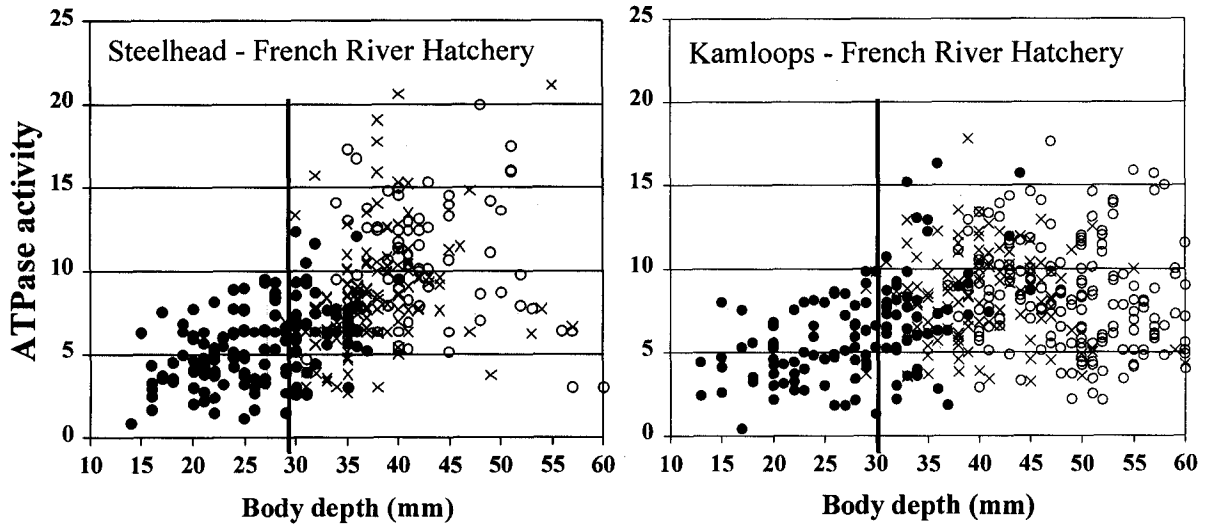 Steelhead - French River Hatchery
ATPase activity
25
20
15
10
5
0
10 15 20 25 30 35 40 45 50 55 60
Body depth (mm)
Kamloops - French River Hatchery
25
20
15
10
5
0
10 15 20 25 30 35 40 45 50 55 60
Body depth (mm)